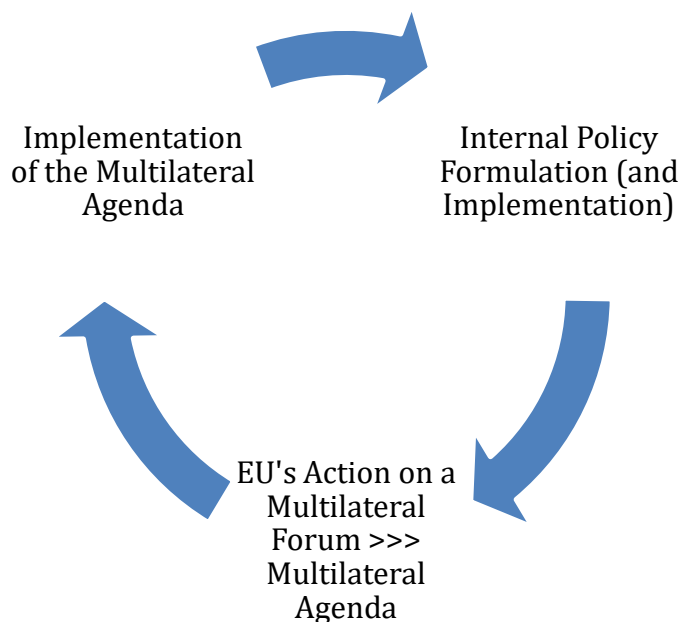 Implementation
of the Multilateral
Agenda
Internal Policy
Formulation (and
Implementation)
EU's Action on a
Multilateral
Forum >>>
Multilateral
Agenda